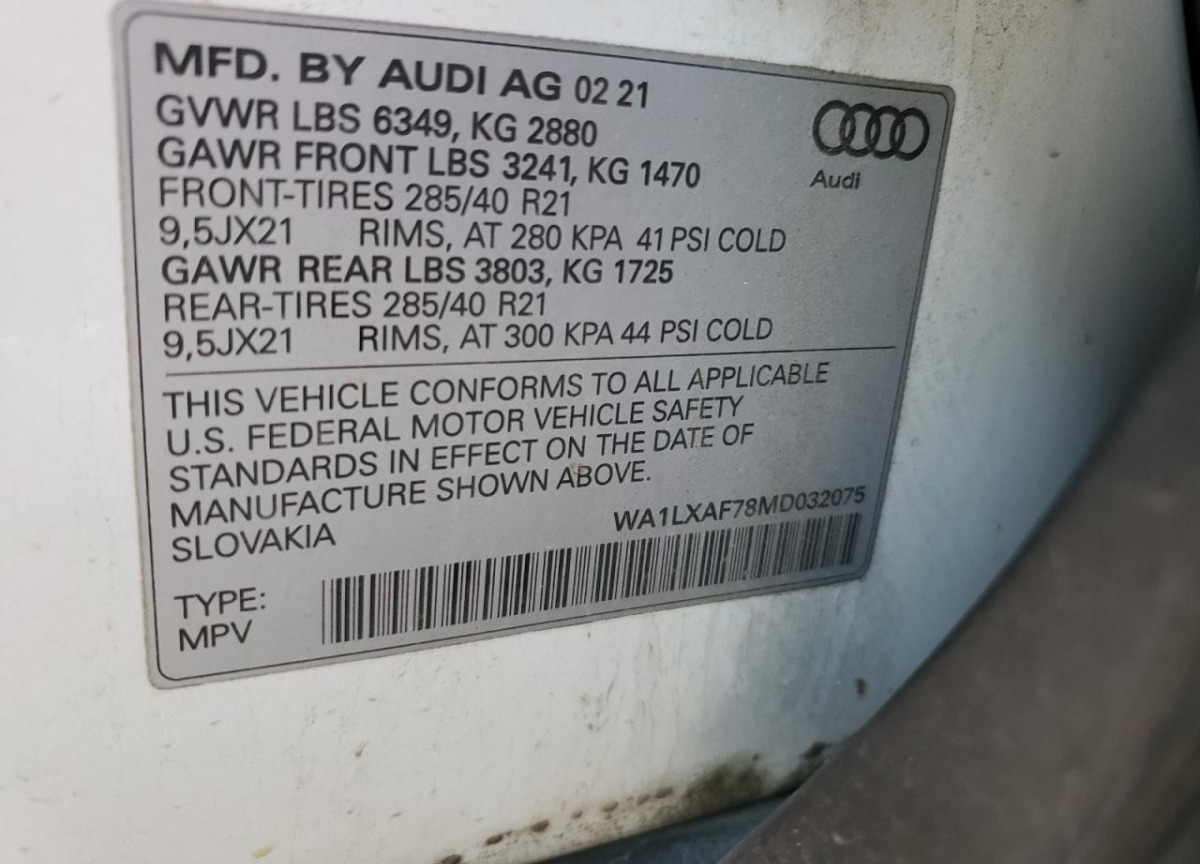 MFD. BY AUDI AG 02 21
GVWR LBS 6349, KG 2880
GAWR FRONT LBS 3241, KG 1470
FRONT-TIRES 285/40 R21
9,5JX21 RIMS, AT 280 KPA 41 PSI COLD
GAWR REAR LBS 3803, KG 1725
REAR-TIRES 285/40 R21
9,5JX21 RIMS, AT 300 KPA 44 PSI COLD
Audi
THIS VEHICLE CONFORMS TO ALL APPLICABLE
U.S. FEDERAL MOTOR VEHICLE SAFETY
STANDARDS IN EFFECT ON THE DATE OF
MANUFACTURE SHOWN ABOVE.
SLOVAKIA
WA1LXAF78MD032075
TYPE:
MPV